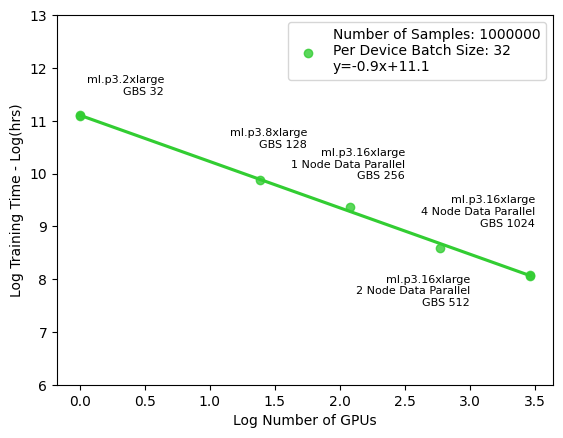 Number of Samples: 1000000
Per Device Batch Size: 32
y=-0.9x+11.1
ml.p3.2xlarge
GBS 32
ml.p3.8xlarge
GBS 128
ml.p3.16xlarge
1 Node Data Parallel
GBS 256
ml.p3.16xlarge
4 Node Data Parallel
GBS 1024
ml.p3.16xlarge
2 Node Data Parallel
GBS 512
Log Training Time - Log(hrs)
13
12
11
10
9
8
7
6
0.0
0.5
1.0
1.5
2.0
2.5
3.0
3.5
Log Number of GPUs